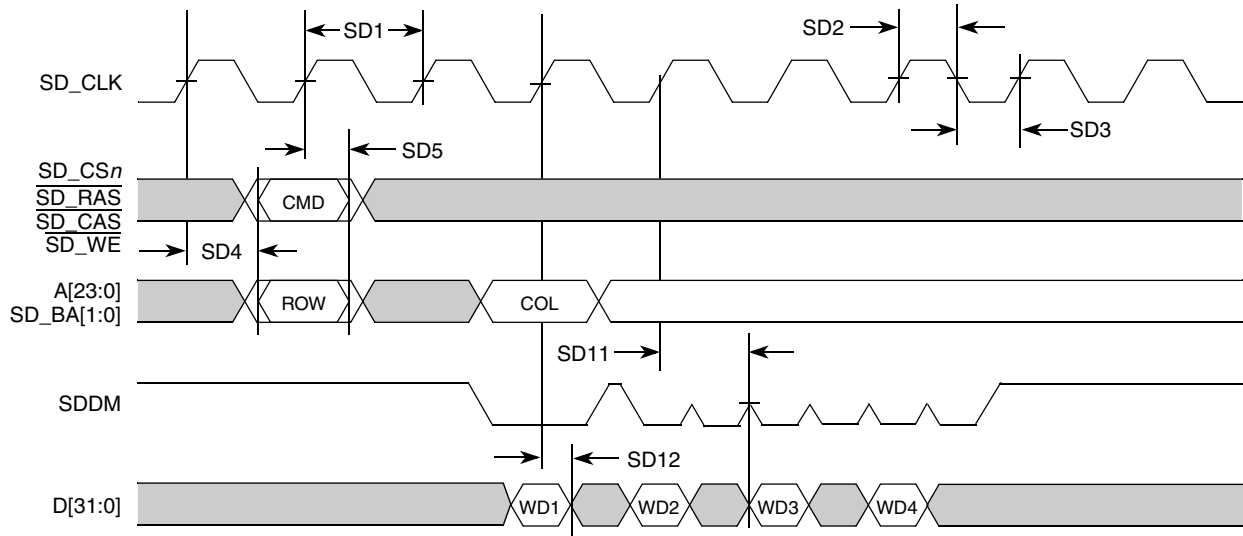 SD1
SD2
SD_CLK
SD3
SD5
SD_CSn
SD_RAS
SD_CAS
SD_WE
CMD
SD4
A[23:0]
SD_BA[1:0]
ROW
COL
SD11
SDDM
SD12
D[31:0]
WD1
WD2
WD3
WD4